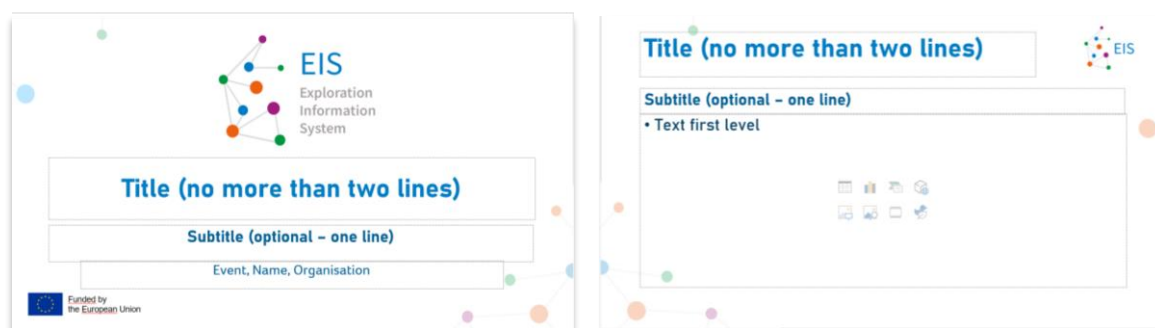 EIS
Exploration
Information
System
Title (no more than two lines)
Subtitle (optional – one line)
Event, Name, Organisation
Funded by
the European Union
Title (no more than two lines)
EIS
Subtitle (optional – one line)
• Text first level